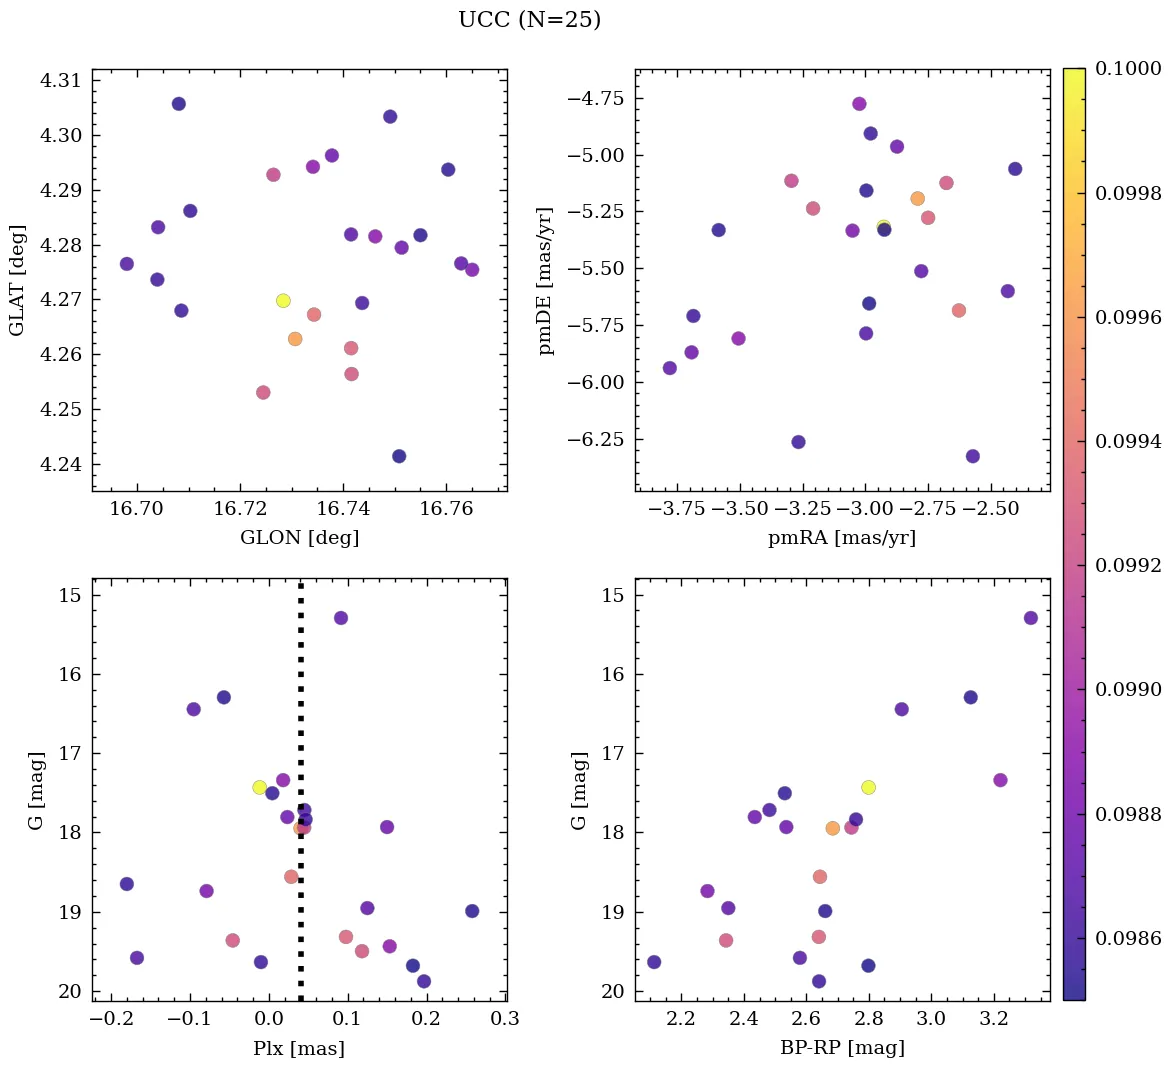 UCC (N=25)
4.31
4.30
4.29
4.28
4.27
4.26
4.25
4.24
GLAT [deg]
16.70 16.72 16.74 16.76
GLON [deg]
−4.75
−5.00
−5.25
−5.50
−5.75
−6.00
−6.25
pmDE [mas/yr]
−3.75 −3.50 −3.25 −3.00 −2.75 −2.50
pmRA [mas/yr]
15
16
17
18
19
20
G [mag]
−0.2 −0.1 0.0 0.1 0.2 0.3
Plx [mas]
15
16
17
18
19
20
G [mag]
2.2 2.4 2.6 2.8 3.0 3.2
BP-RP [mag]
0.1000
0.0998
0.0996
0.0994
0.0992
0.0990
0.0988
0.0986